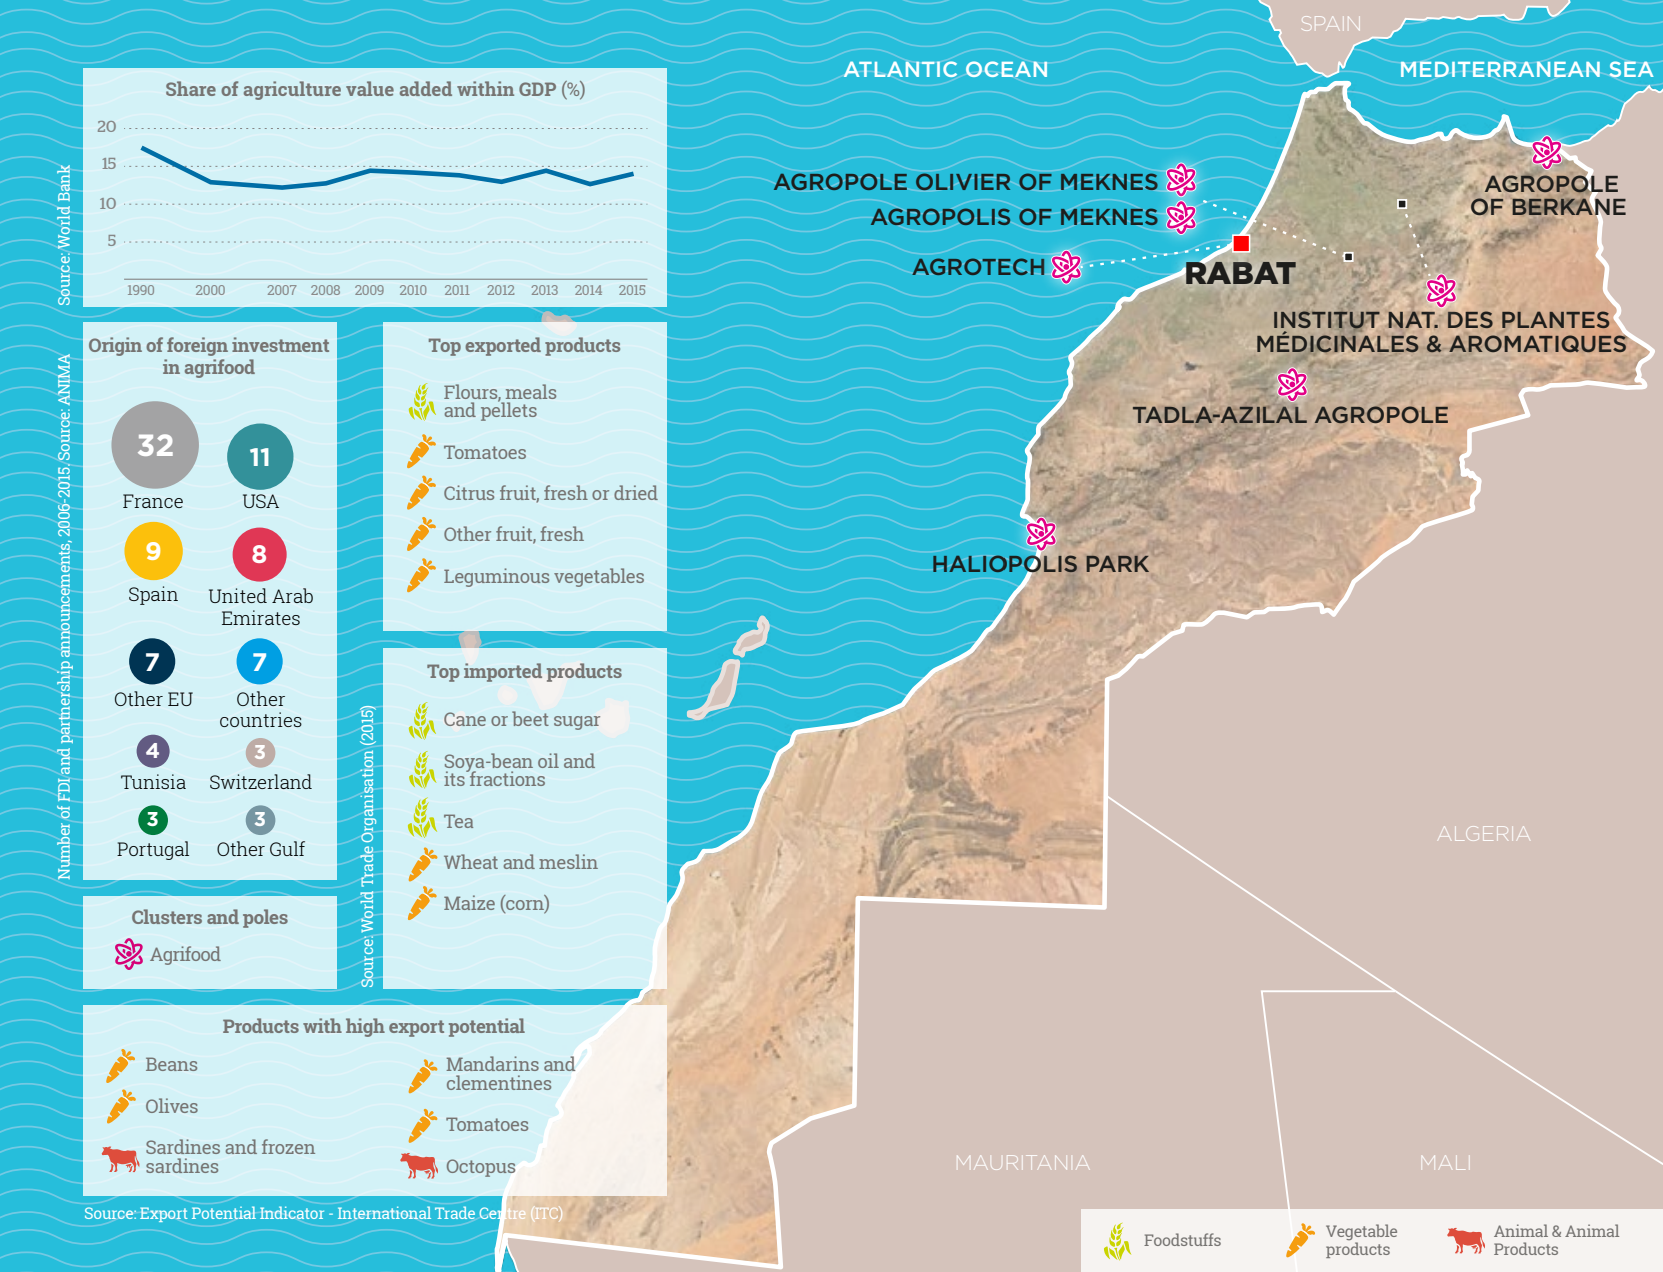 SPAIN
ATLANTIC OCEAN
MEDITERRANEAN SEA
Share of agriculture value added within GDP (%)
20
15
10
5
1990 2000 2007 2008 2009 2010 2011 2012 2013 2014 2015
Source: World Bank
AGROPOLE OLIVIER OF MEKNES
AGROPOLIS OF MEKNES
AGROTECH
RABAT
AGROPOLE
OF BERKANE
INSTITUT NAT. DES PLANTES
MÉDICINALES & AROMATIQUES
TADLA-AZILAL AGROPOLE
HALIOPOLIS PARK
Origin of foreign investment
in agrifood
32
France
11
USA
9
Spain
8
United Arab
Emirates
7
Other EU
7
Other
countries
4
Tunisia
3
Switzerland
3
Portugal
3
Other Gulf
Number of FDI and partnership announcements, 2006-2015. Source: ANIMA
Top exported products
Flours, meals
and pellets
Tomatoes
Citrus fruit, fresh or dried
Other fruit, fresh
Leguminous vegetables
Top imported products
Cane or beet sugar
Soya-bean oil and
its fractions
Tea
Wheat and meslin
Maize (corn)
Source: World Trade Organisation (2015)
Clusters and poles
Agrifood
Products with high export potential
Beans
Olives
Sardines and frozen
sardines
Mandarins and
clementines
Tomatoes
Octopus
Source: Export Potential Indicator - International Trade Centre (ITC)
ALGERIA
MAURITANIA
MALI
Foodstuffs
Vegetable
products
Animal & Animal
Products